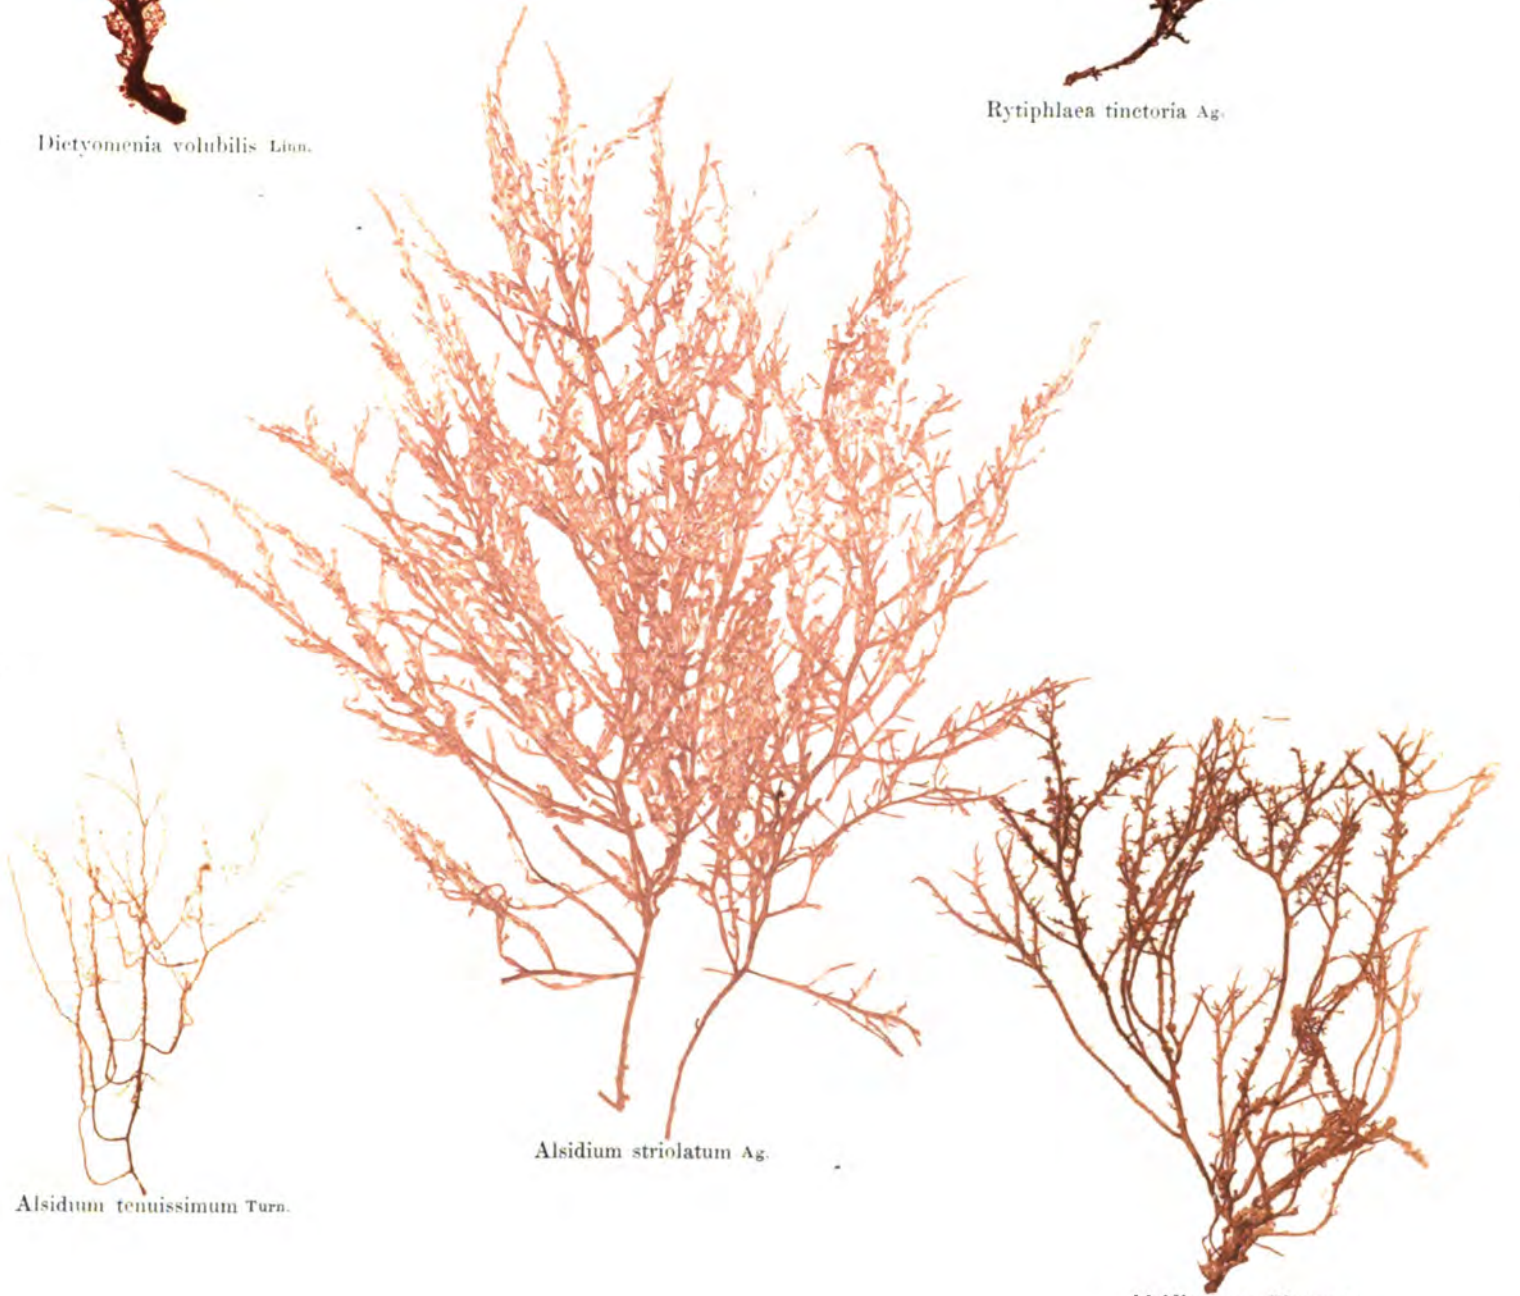 Rytiphlaea tinctoria Ag.
Dictyomenia volubilis Linn.
Alsidium striolatum Ag.
Alsidium tenuissimum Turn.